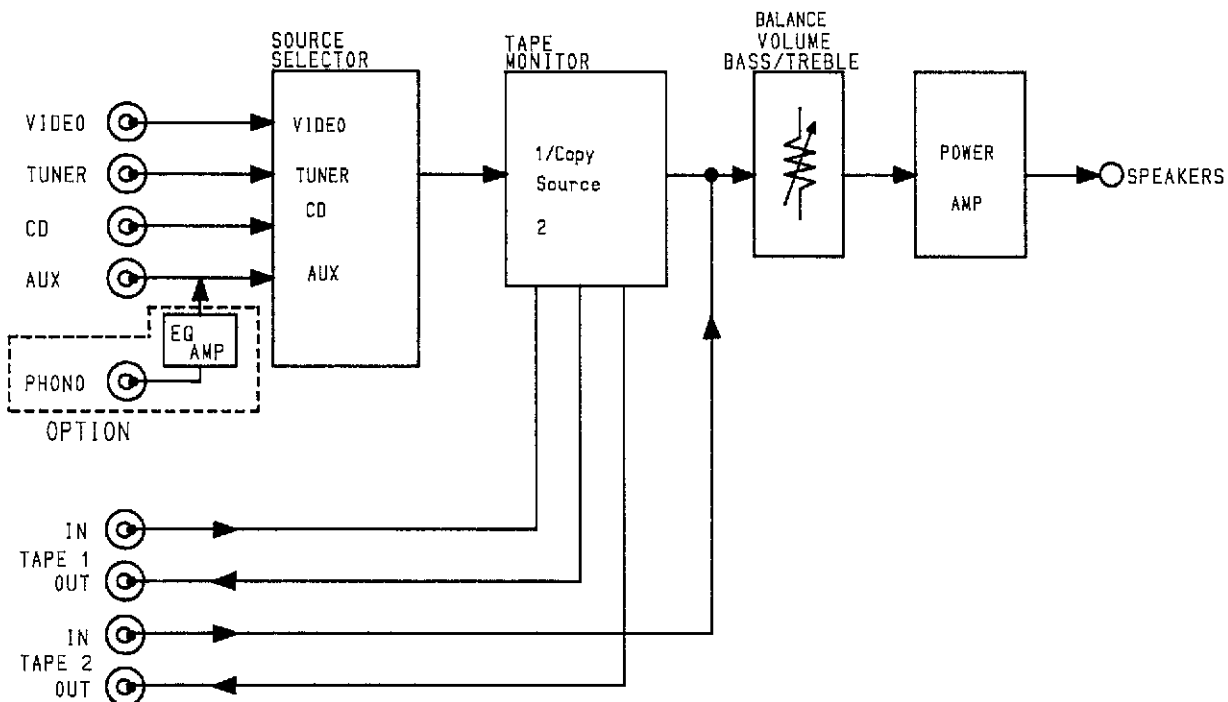 SOURCE
SELECTOR
TAPE
MONITOR
BALANCE
VOLUME
BASS/TREBLE
VIDEO
TUNER
CD
AUX
VIDEO
TUNER
CD
AUX
1/Copy
Source
2
POWER
AMP
SPEAKERS
EQ
AMP
PHONO
OPTION
IN
TAPE 1
OUT
IN
TAPE 2
OUT